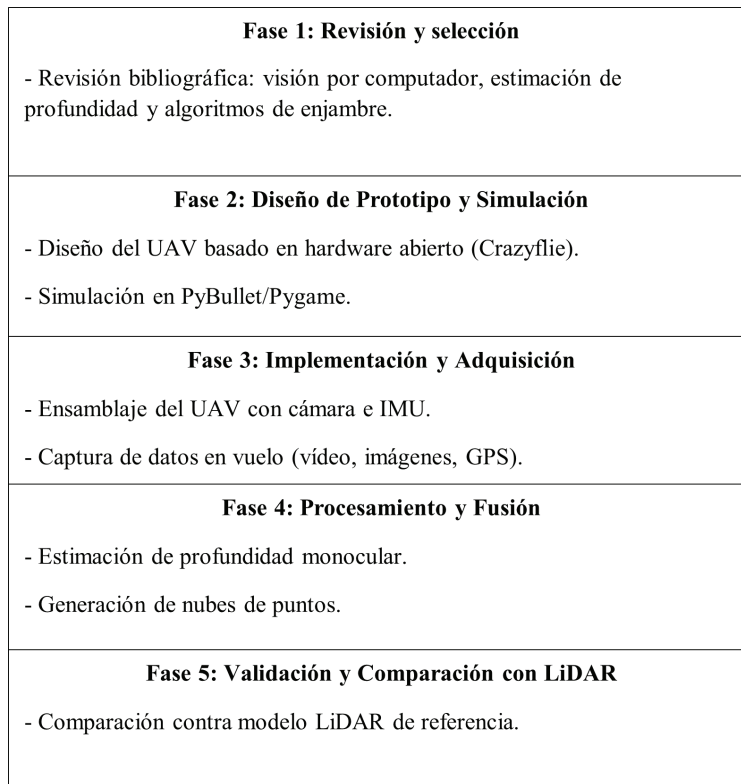 Fase 1: Revisión y selección
- Revisión bibliográfica: visión por computador, estimación de
profundidad y algoritmos de enjambre.
Fase 2: Diseño de Prototipo y Simulación
- Diseño del UAV basado en hardware abierto (Crazyflie).
- Simulación en PyBullet/Pygame.
Fase 3: Implementación y Adquisición
- Ensamblaje del UAV con cámara e IMU.
- Captura de datos en vuelo (vídeo, imágenes, GPS).
Fase 4: Procesamiento y Fusión
- Estimación de profundidad monocular.
- Generación de nubes de puntos.
Fase 5: Validación y Comparación con LiDAR
- Comparación contra modelo LiDAR de referencia.